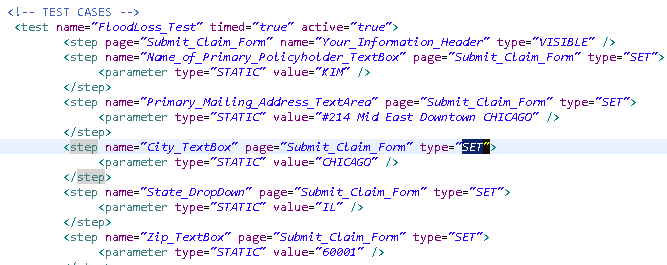 <!-- TEST CASES -->
<test name="FloodLoss_Test" timed="true" active="true">
<step page="Submit_Claim_Form" name="Your_Information_Header" type="VISIBLE" />
<step name="Name_of_Primary_Policyholder_TextBox" page="Submit_Claim_Form" type="SET">
<parameter type="STATIC" value="KIM" />
</step>
<step name="Primary_Mailing_Address_TextArea" page="Submit_Claim_Form" type="SET">
<parameter type="STATIC" value="#214 Mid East Downtown CHICAGO" />
</step>
<step name="City_TextBox" page="Submit_Claim_Form" type="SET">
<parameter type="STATIC" value="CHICAGO" />
</step>
<step name="State_DropDown" page="Submit_Claim_Form" type="SET">
<parameter type="STATIC" value="IL" />
</step>
<step name="Zip_TextBox" page="Submit_Claim_Form" type="SET">
<parameter type="STATIC" value="60001" />